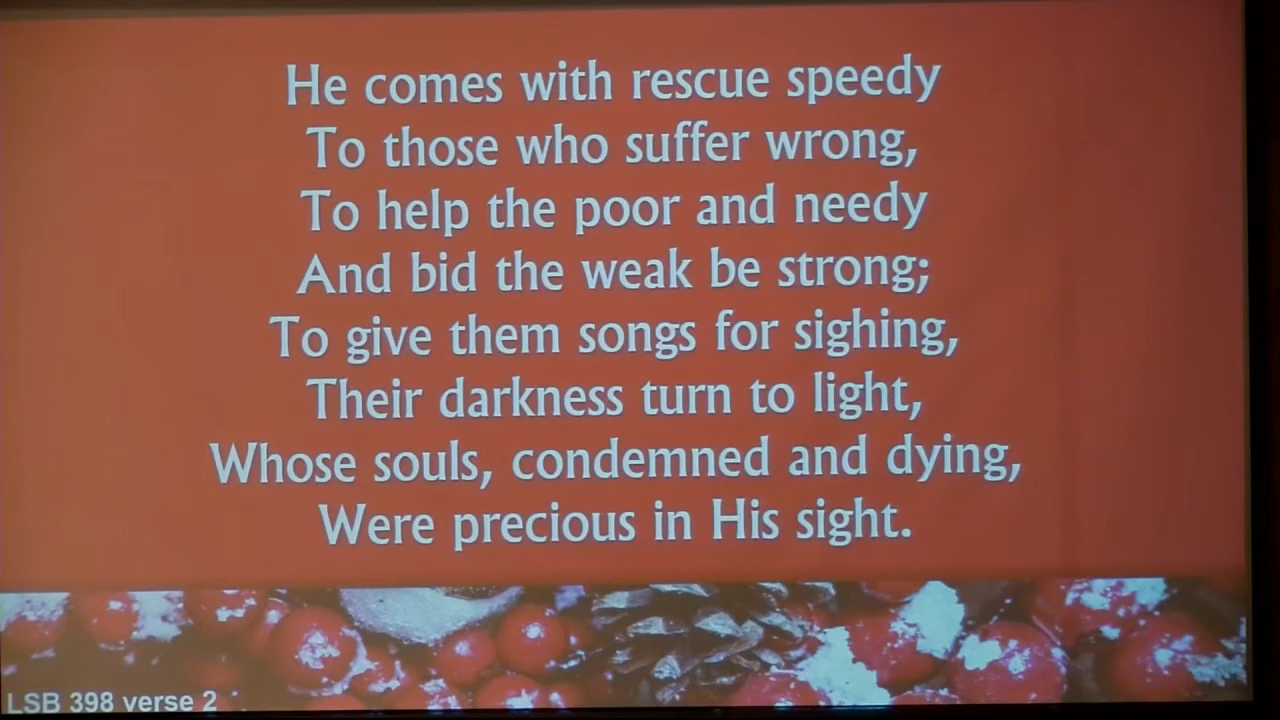 He comes with rescue speedy
To those who suffer wrong,
To help the poor and needy
And bid the weak be strong;
To give them songs for sighing,
Their darkness turn to light,
Whose souls, condemned and dying,
Were precious in His sight.
LSB 398 verse 2